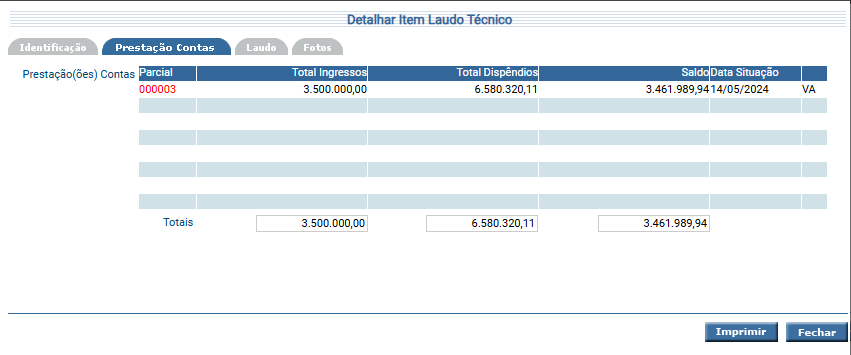 Detalhar Item Laudo Técnico
Identificação Prestação Contas Laudo Fotos
Prestação(ões) Contas Parcial Total Ingressos Total Dispêndios Saldo Data Situação
000003 3.500.000,00 6.580.320,11 3.461.989,94 14/05/2024 VA
Totais 3.500.000,00 6.580.320,11 3.461.989,94
Imprimir Fechar